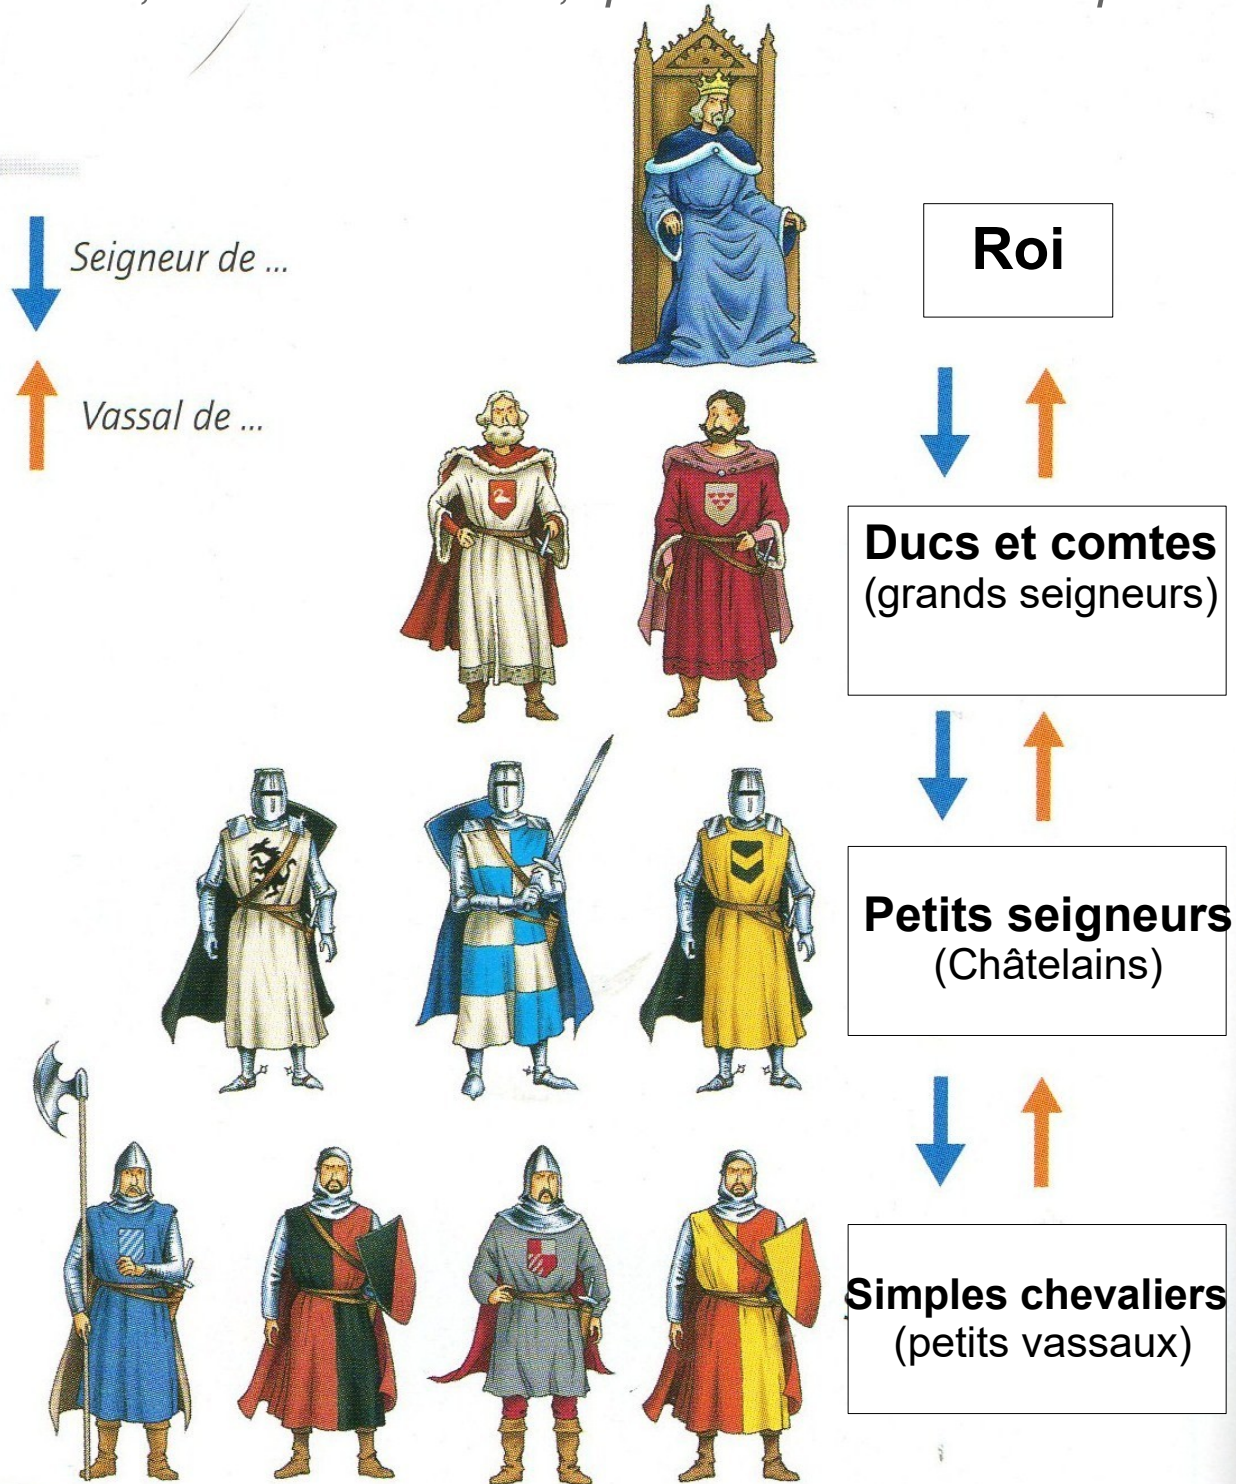 Seigneur de ...
Vassal de ...
Roi
Ducs et comtes
(grands seigneurs)
Petits seigneurs
(Châtelains)
Simples chevaliers
(petits vassaux)